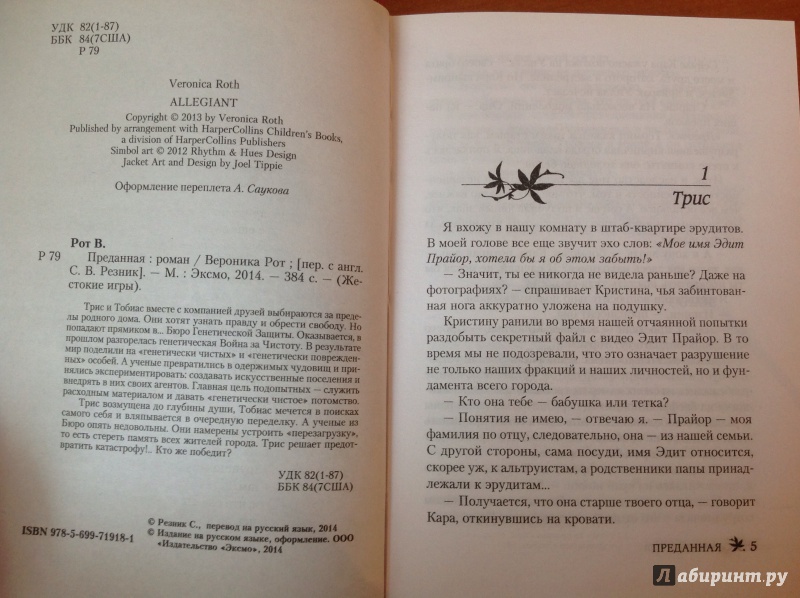 УДК 82(1-87)
ББК 84(7США)
Р 79
Veronica Roth
ALLEGIANT
Copyright © 2013 by Veronica Roth
Published by arrangement with HarperCollins Children's Books,
a division of HarperCollins Publishers
Simbol art © 2012 Rhythm & Hues Design
Jacket Art and Design by Joel Tippie
Оформление переплета А. Саукова
Рот В.
Р 79 Преданная : роман / Вероника Рот ; [пер. с англ.
С. В. Резник]. — М. : Эксмо, 2014. — 384 с. — (Же-
стокие игры).
Трис и Тобиас вместе с компанией друзей выбираются за преде-
лы родного дома. Они хотят узнать правду и обрести свободу. Но
попадают прямиком в... Бюро Генетической Защиты. Оказывается, в
прошлом разгорелась генетическая Война за Чистоту. В результате
мир поделили на «генетически чистых» и «генетически поврежден-
ных» особей. А ученые превратились в одержимых чудовищ и при-
нялись экспериментировать: создавать искусственные поселения и
внедрять в них своих агентов. Главная цель подопытных — служить
расходным материалом и давать «генетически чистое» потомство.
Трис возмущена до глубины души, Тобиас мечется в поисках
самого себя и вляпывается в очередную переделку. А ученые из
Бюро опять недовольны. Они намерены устроить «перезагрузку»,
то есть стереть память всех жителей города. Трис решает предот-
вратить катастрофу!.. Кто же победит?
УДК 82(1-87)
ББК 84(7США)
© Резник С., перевод на русский язык, 2014
© Издание на русском языке, оформление. ООО
«Издательство «Эксмо», 2014
ISBN 978-5-699-71918-1
1
Трис
Я вхожу в нашу комнату в штаб-квартире эрудитов.
В моей голове все еще звучит эхо слов: «Мое имя Эдит
Прайор, хотела бы я об этом забыть!»
— Значит, ты ее никогда не видела раньше? Даже на
фотографиях? — спрашивает Кристина, чья забинтован-
ная нога аккуратно уложена на подушку.
Кристину ранили во время нашей отчаянной попытки
раздобыть секретный файл с видео Эдит Прайор. В то
время мы не подозревали, что это означает разрушение
не только наших фракций и наших личностей, но и фун-
дамента всего города.
— Кто она тебе — бабушка или тетка?
— Понятия не имею, — отвечаю я. — Прайор — моя
фамилия по отцу, следовательно, она — из нашей семьи.
С другой стороны, сама посуди, имя Эдит относится,
скорее уж, к альтруистам, а родственники папы принад-
лежали к эрудитам...
— Получается, что она старше твоего отца, — говорит
Кара, откинувшись на кровати.
ПРЕДАННАЯ 5
Лабиринт.ру